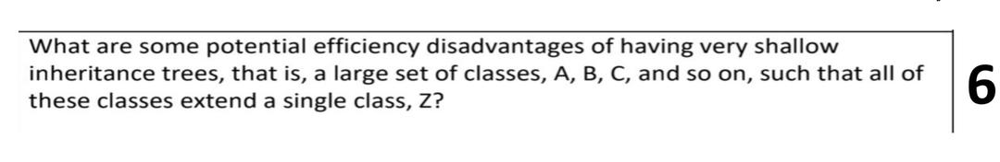 What are some potential efficiency disadvantages of having very shallow
inheritance trees, that is, a large set of classes, A, B, C, and so on, such that all of
these classes extend a single class, Z?
6